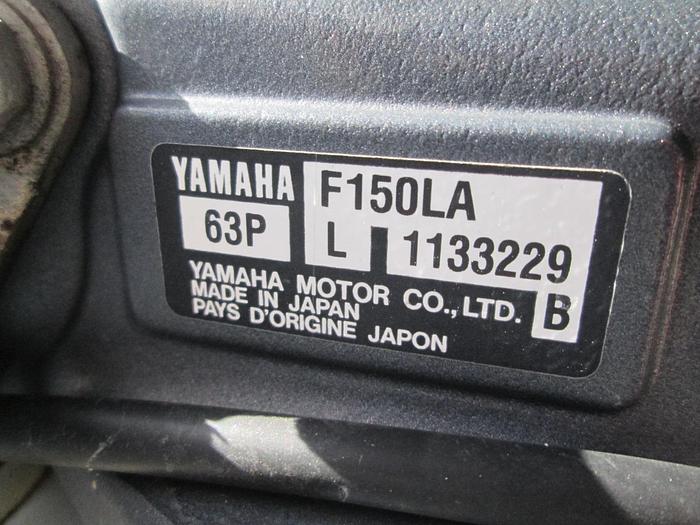 YAMAHA F150LA
63P L 1133229
YAMAHA MOTOR CO., LTD. B
MADE IN JAPAN
PAYS D'ORIGINE JAPON